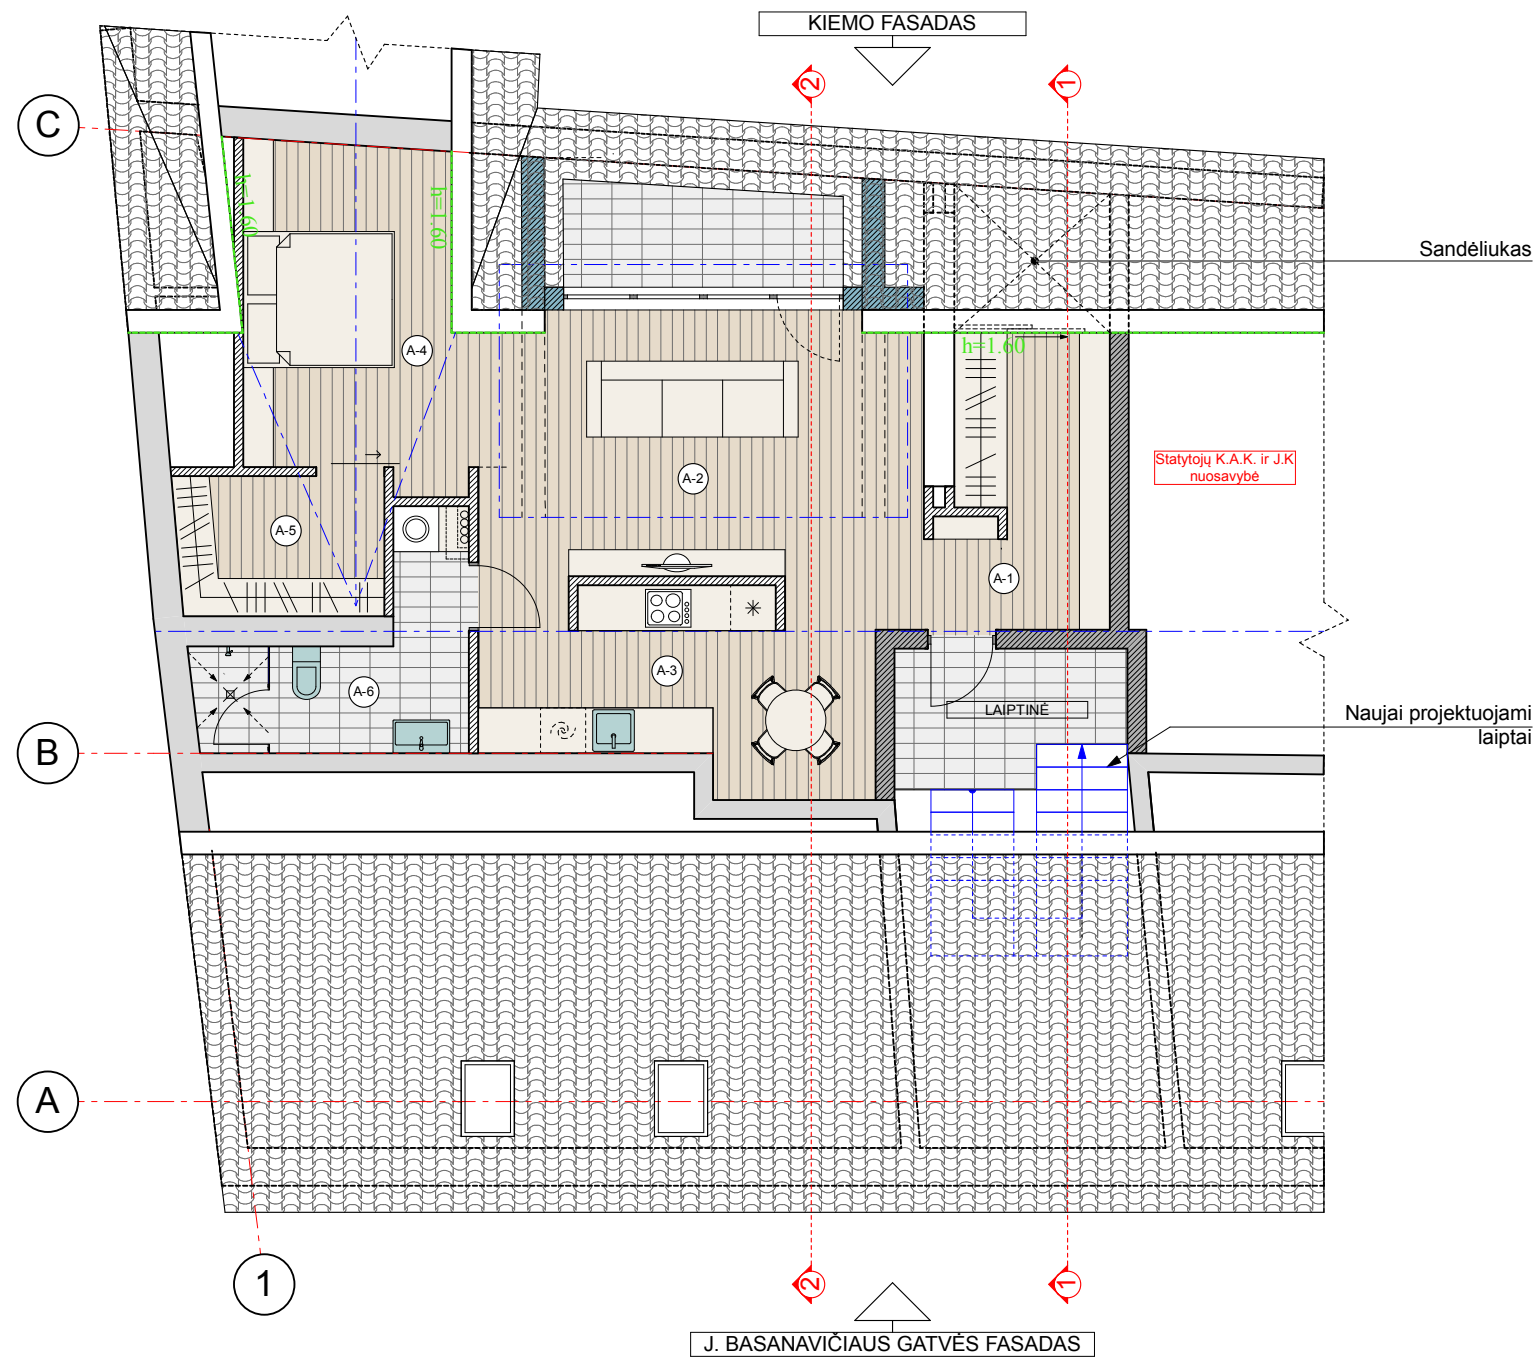 KIEMO FASADAS
2
1
C
h=1.60
h=1.60
Sandėliukas
h=1.60
A-4
Statytojų K.A.K. ir J.K
nuosavybė
A-2
A-5
A-1
A-3
A-6
LAIPTINĖ
Naujai projektuojami
laiptai
B
A
1
2
1
J. BASANAVIČIAUS GATVĖS FASADAS